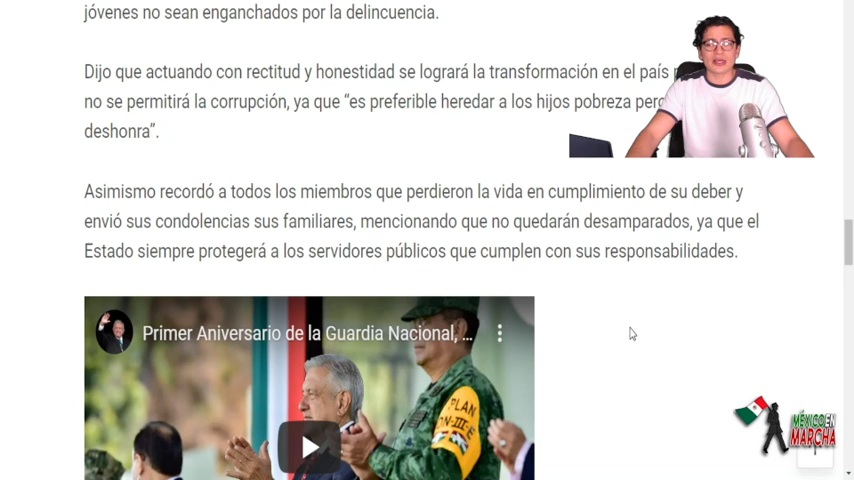 jóvenes no sean enganchados por la delincuencia.
Dijo que actuando con rectitud y honestidad se logrará la transformación en el país
no se permitirá la corrupción, ya que “es preferible heredar a los hijos pobreza
deshonra”.
Asimismo recordó a todos los miembros que perdieron la vida en cumplimiento de su deber y
envió sus condolencias sus familiares, mencionando que no quedarán desamparados, ya que el
Estado siempre protegerá a los servidores públicos que cumplen con sus responsabilidades.
Primer Aniversario de la Guardia Nacional, ...
PLAN
MÉXICO EN
MARCHA